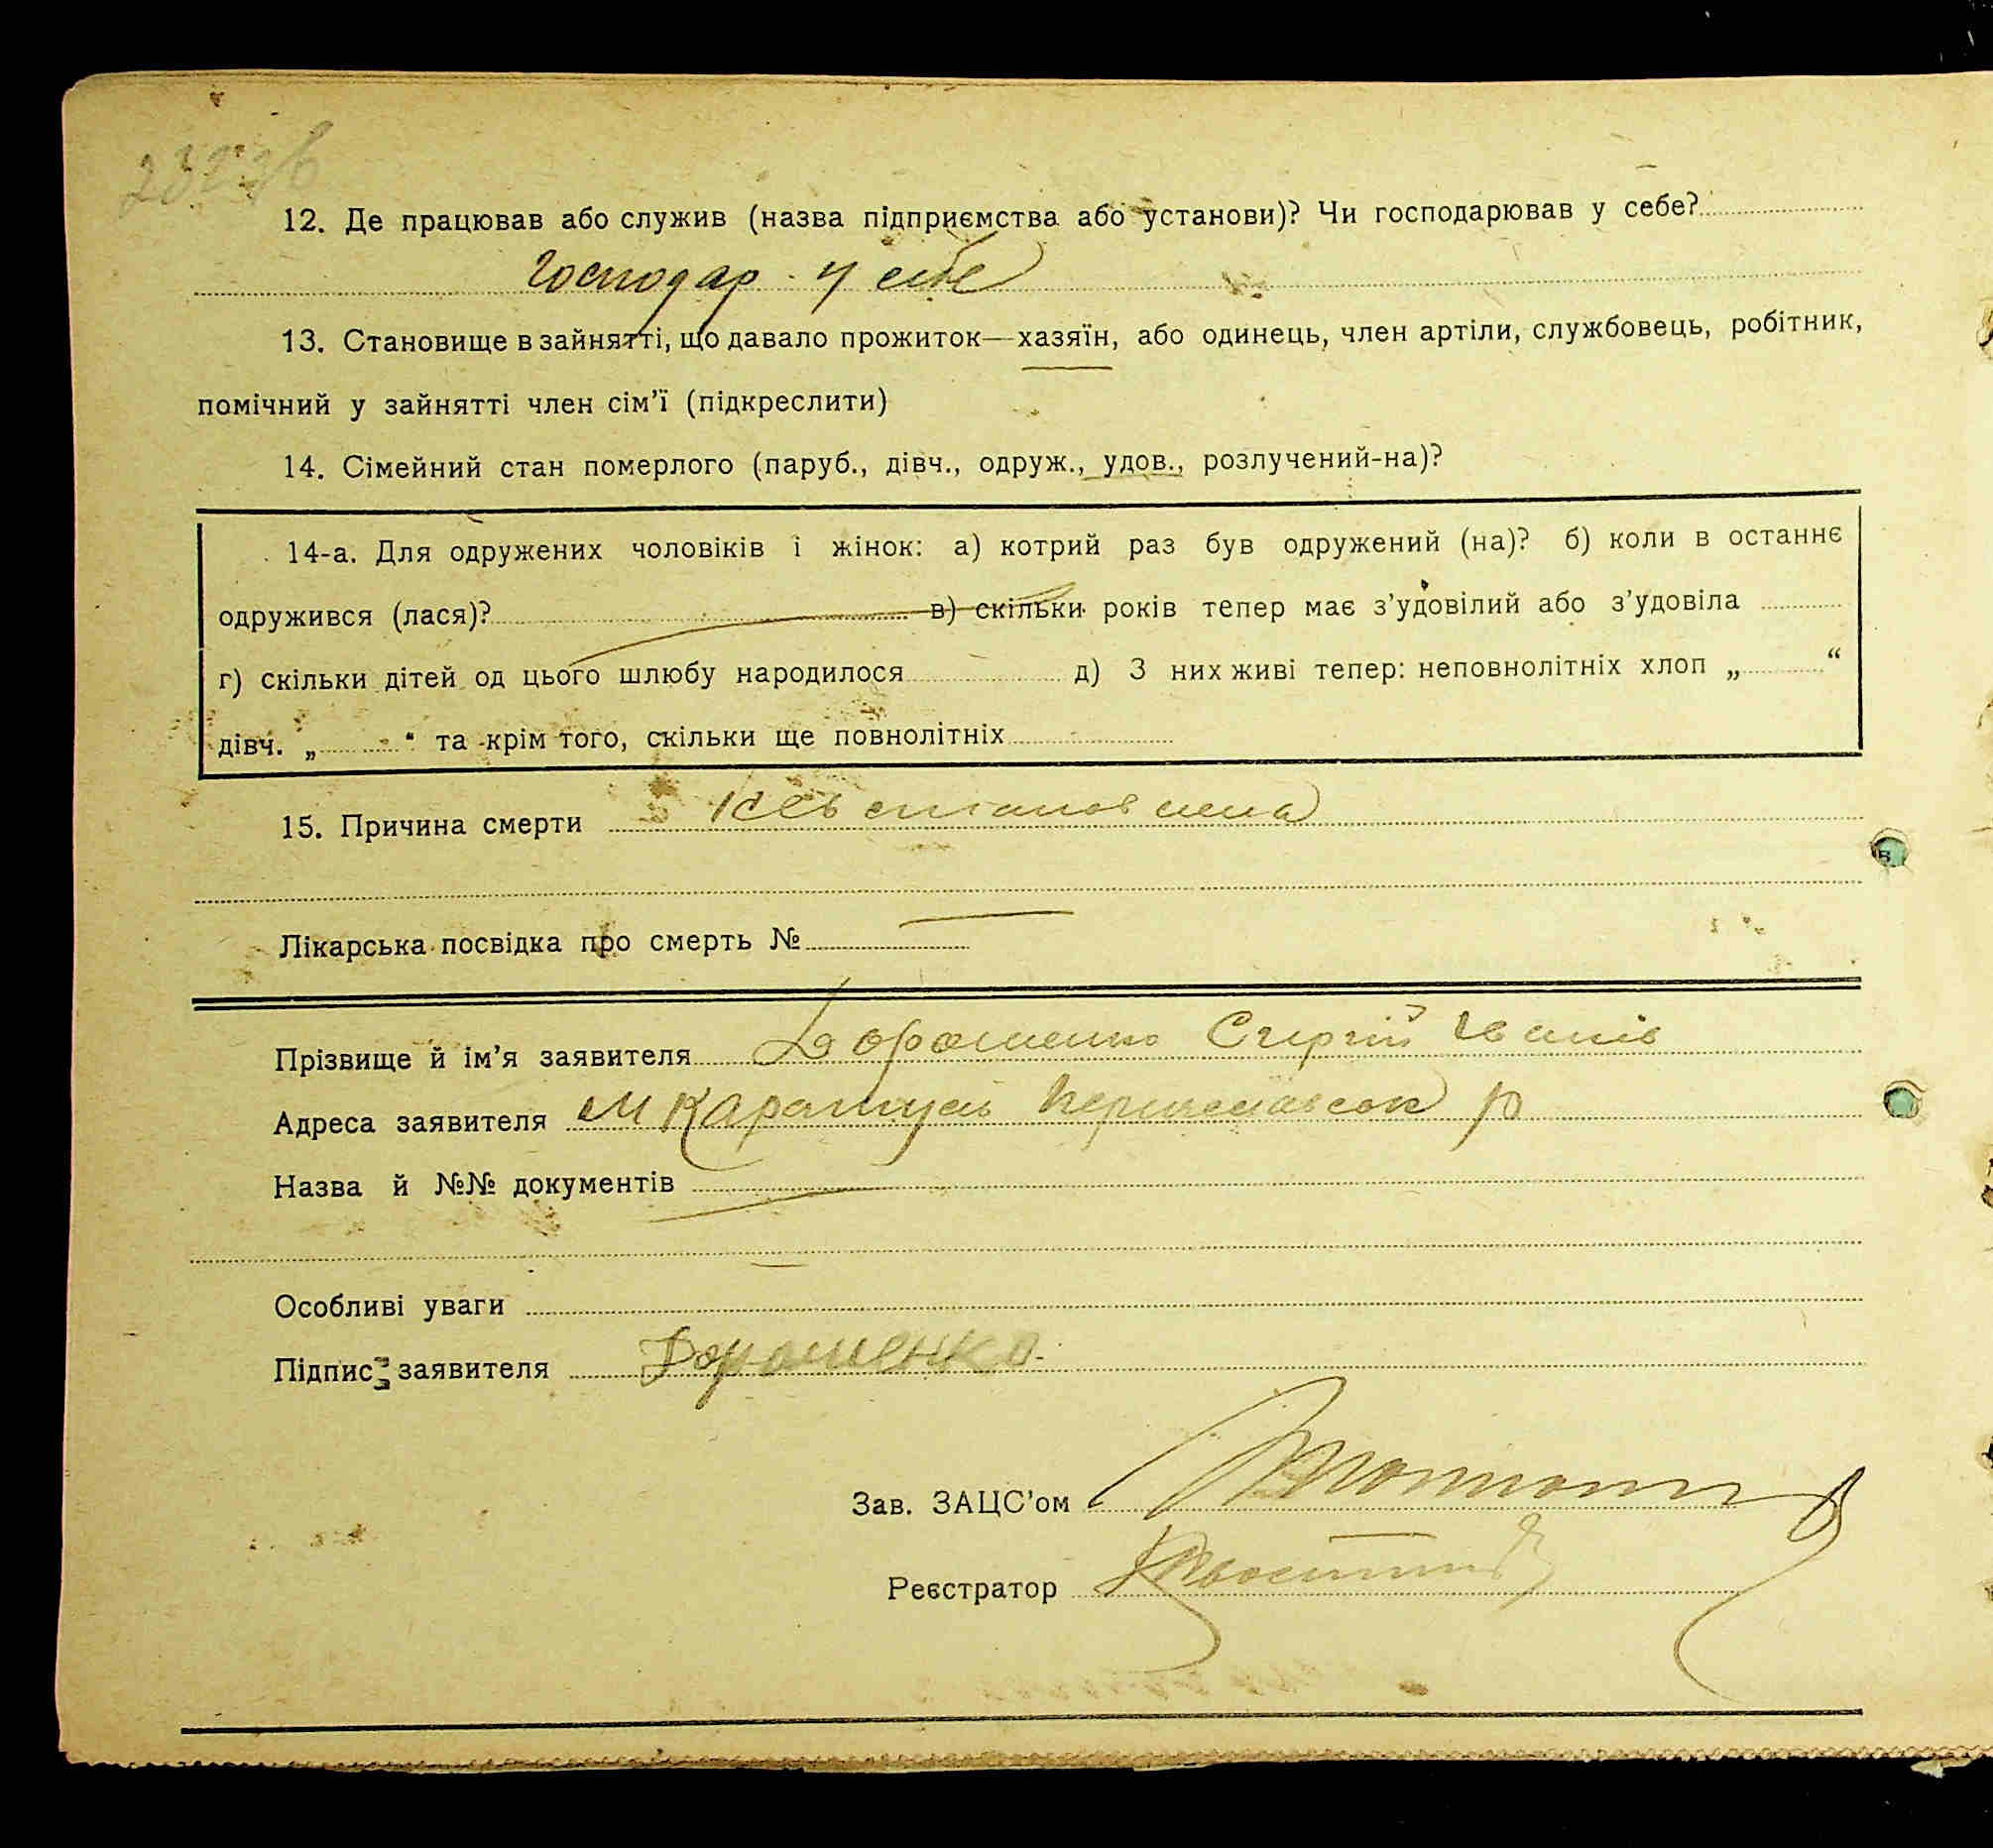 12. Де працював або служив (назва підприємства або установи)? Чи господарював у себе?
Господар у себе
13. Становище в зайнятті, що давало прожиток—хазяїн, або одинець, член артіли, службовець, робітник,
помічний у зайнятті член сім'ї (підкреслити)
14. Сімейний стан померлого (паруб., дівч., одруж., удов., розлучений-на)?
14-а. Для одружених чоловіків і жінок: а) котрий раз був одружений (на)? б) коли в останнє
одружився (лася)? в) скільки років тепер має з'удовілий або з'удовіла
г) скільки дітей од цього шлюбу народилося д) З них живі тепер: неповнолітніх хлоп „ “
дівч. „ “ та крім того, скільки ще повнолітніх
15. Причина смерти
Лікарська посвідка про смерть №
Прізвище й ім'я заявителя Дорошенко Сергій Іванів
Адреса заявителя М Каратуль
Назва й №№ документів
Особливі уваги
Підпис заявителя Дорошенко
Зав. ЗАЦС'ом
Реєстратор